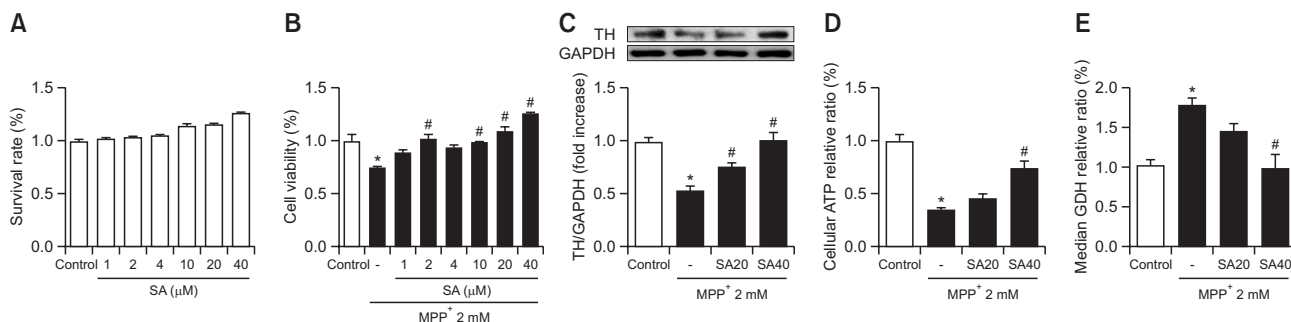 A
Survival rate (%)
1.5
1.0
0.5
0.0
Control 1 2 4 10 20 40
SA (μM)
B
Cell viability (%)
1.5
1.0
0.5
0.0
* # # # #
Control - 1 2 4 10 20 40
SA (μM)
MPP+ 2 mM
C
TH
GAPDH
TH/GAPDH (fold increase)
1.5
1.0
0.5
0.0
* # #
Control - SA20 SA40
MPP+ 2 mM
D
Cellular ATP relative ratio (%)
1.5
1.0
0.5
0.0
* #
Control - SA20 SA40
MPP+ 2 mM
E
Median GDH relative ratio (%)
2.0
1.5
1.0
0.5
0.0
* #
Control - SA20 SA40
MPP+ 2 mM